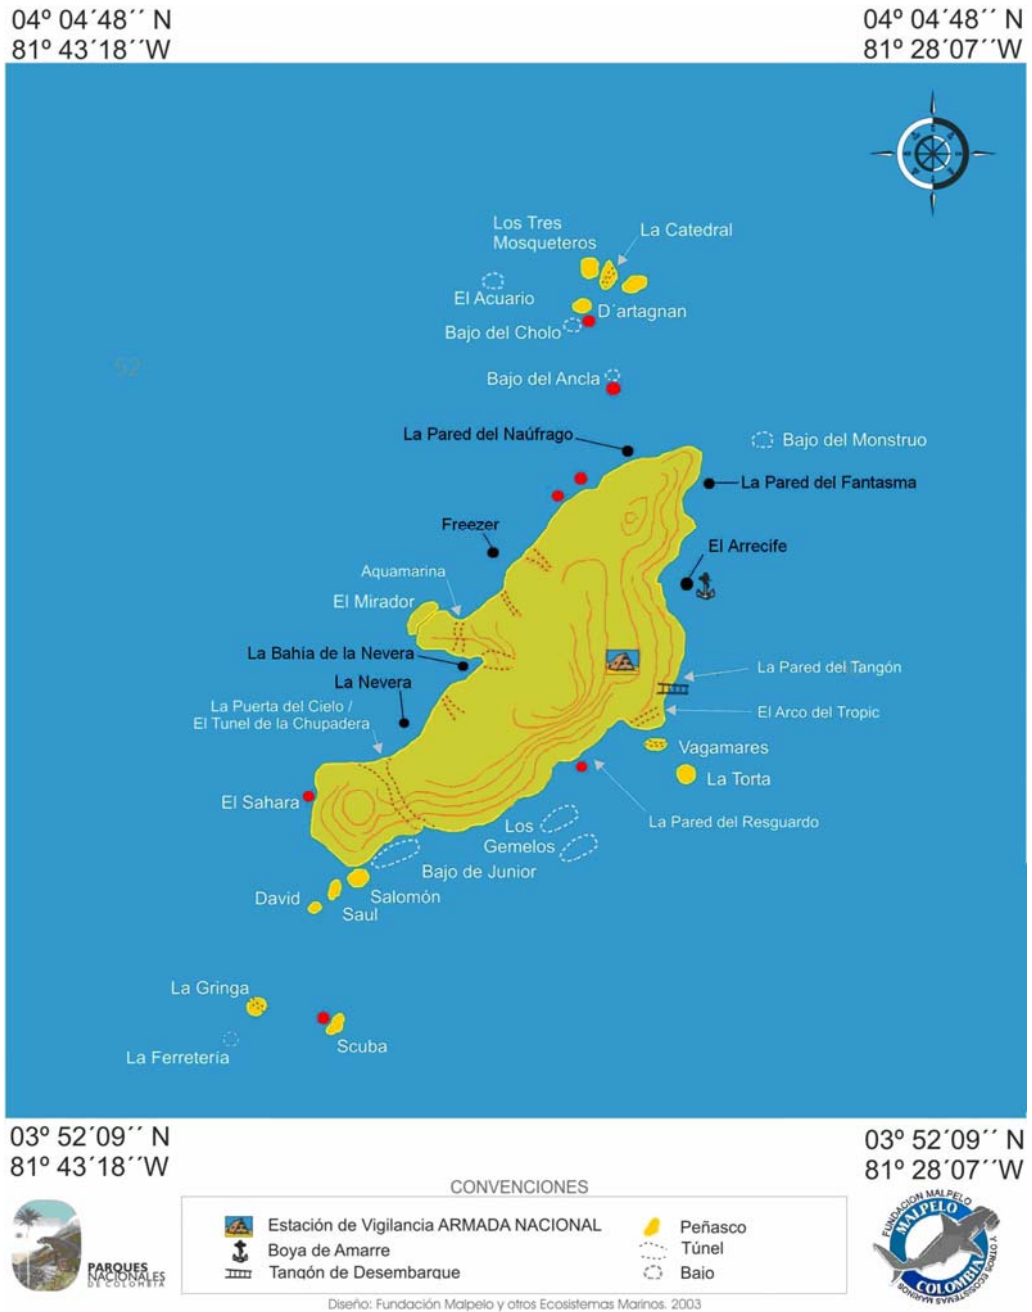 04º 04´48´´ N
81º 43´18´´W
04º 04´48´´ N
81º 28´07´´W
Los Tres
Mosqueteros
La Catedral
El Acuario
D´artagnan
Bajo del Cholo
52
Bajo del Ancla
La Pared del Naúfrago
Bajo del Monstruo
La Pared del Fantasma
Freezer
El Arrecife
Aquamarina
El Mirador
La Bahía de la Nevera
La Pared del Tangón
La Nevera
La Puerta del Cielo /
El Tunel de la Chupadera
El Arco del Tropic
Vagamares
La Torta
El Sahara
Los
Gemelos
La Pared del Resguardo
Bajo de Junior
Salomón
David
Saul
La Gringa
Scuba
La Ferretería
03º 52´09´´ N
81º 43´18´´W
03º 52´09´´ N
81º 28´07´´W
CONVENCIONES
Estación de Vigilancia ARMADA NACIONAL
Boya de Amarre
Tangón de Desembarque
Peñasco
Túnel
Bajo
PARQUES
NACIONALES
DE COLOMBIA
FUNDACION MALPELO
Y OTROS ECOSISTEMAS
MARINOS
MALPELO
COLOMBIA
Diseño: Fundación Malpelo y otros Ecosistemas Marinos. 2003